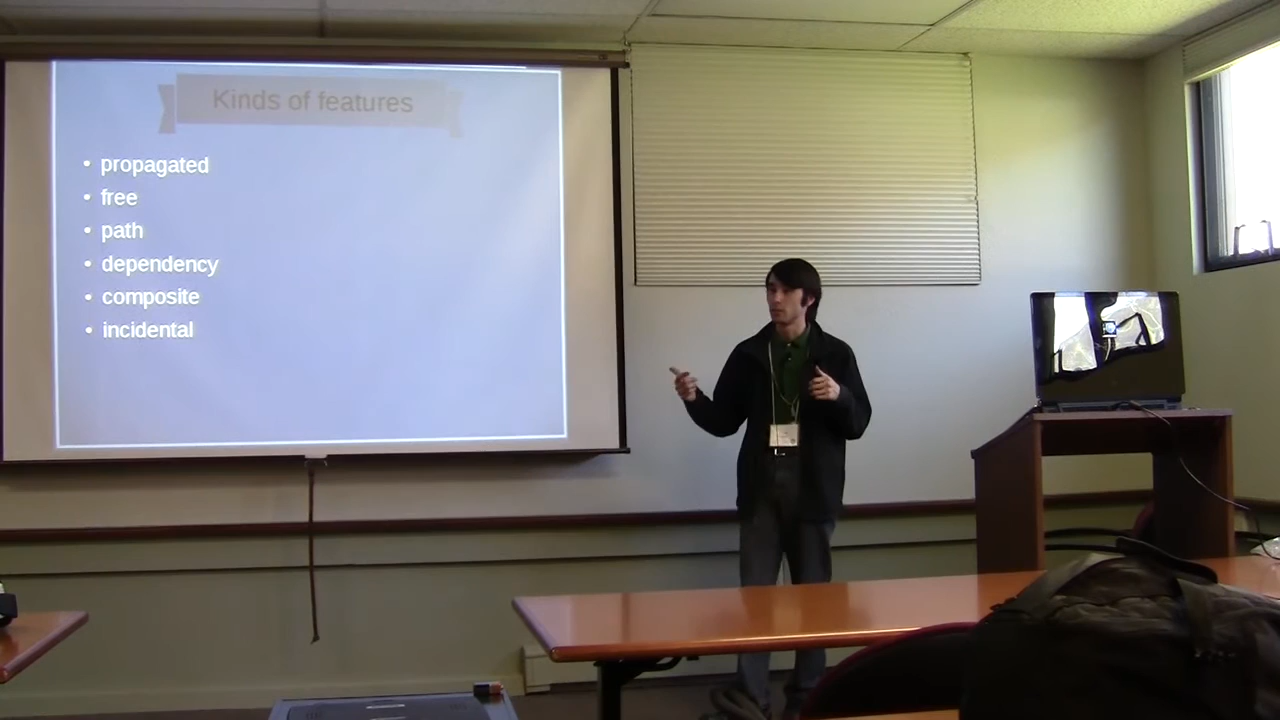 Kinds of features
• propagated
• free
• path
• dependency
• composite
• incidental